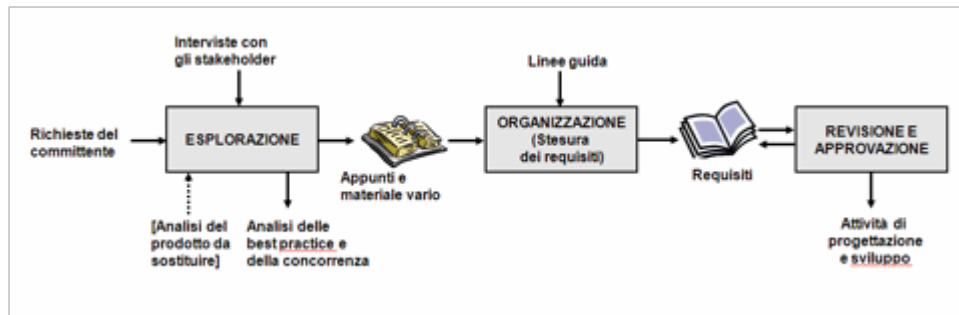 Interviste con
gli stakeholder
Linee guida
Richieste del
committente
ESPLORAZIONE
ORGANIZZAZIONE
(Stesura
dei requisiti)
REVISIONE E
APPROVAZIONE
Appunti e
materiale vario
Requisiti
[Analisi del
prodotto da
sostituire]
Analisi delle
best practice e
della concorrenza
Attività di
progettazione
e sviluppo